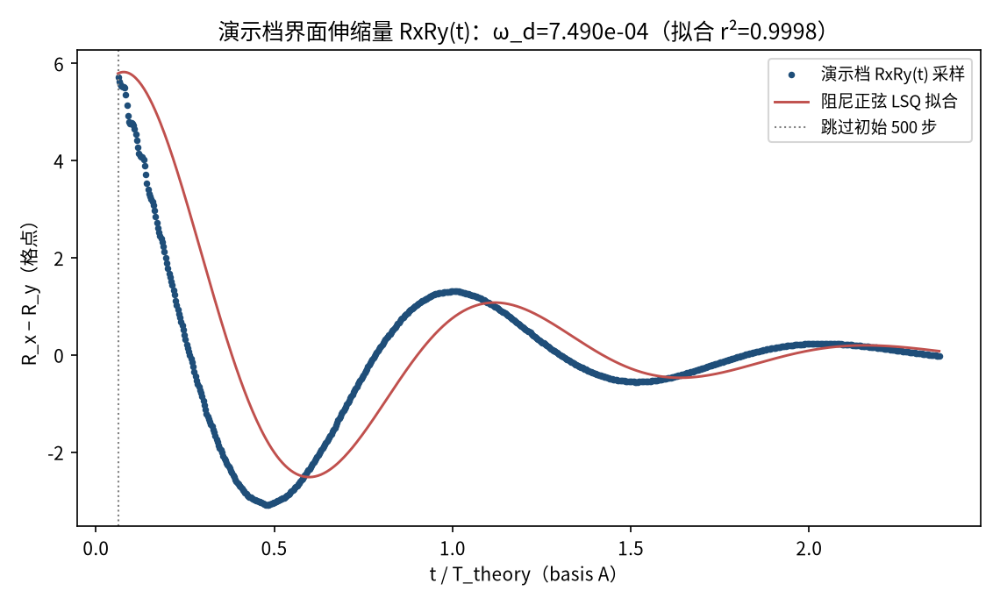 演示档界面伸缩量 RxRy(t)：ω_d=7.490e-04（拟合 r²=0.9998）
演示档 RxRy(t) 采样
阻尼正弦 LSQ 拟合
跳过初始 500 步
R_x − R_y（格点）
6
4
2
0
-2
0.0 0.5 1.0 1.5 2.0
t / T_theory（basis A）